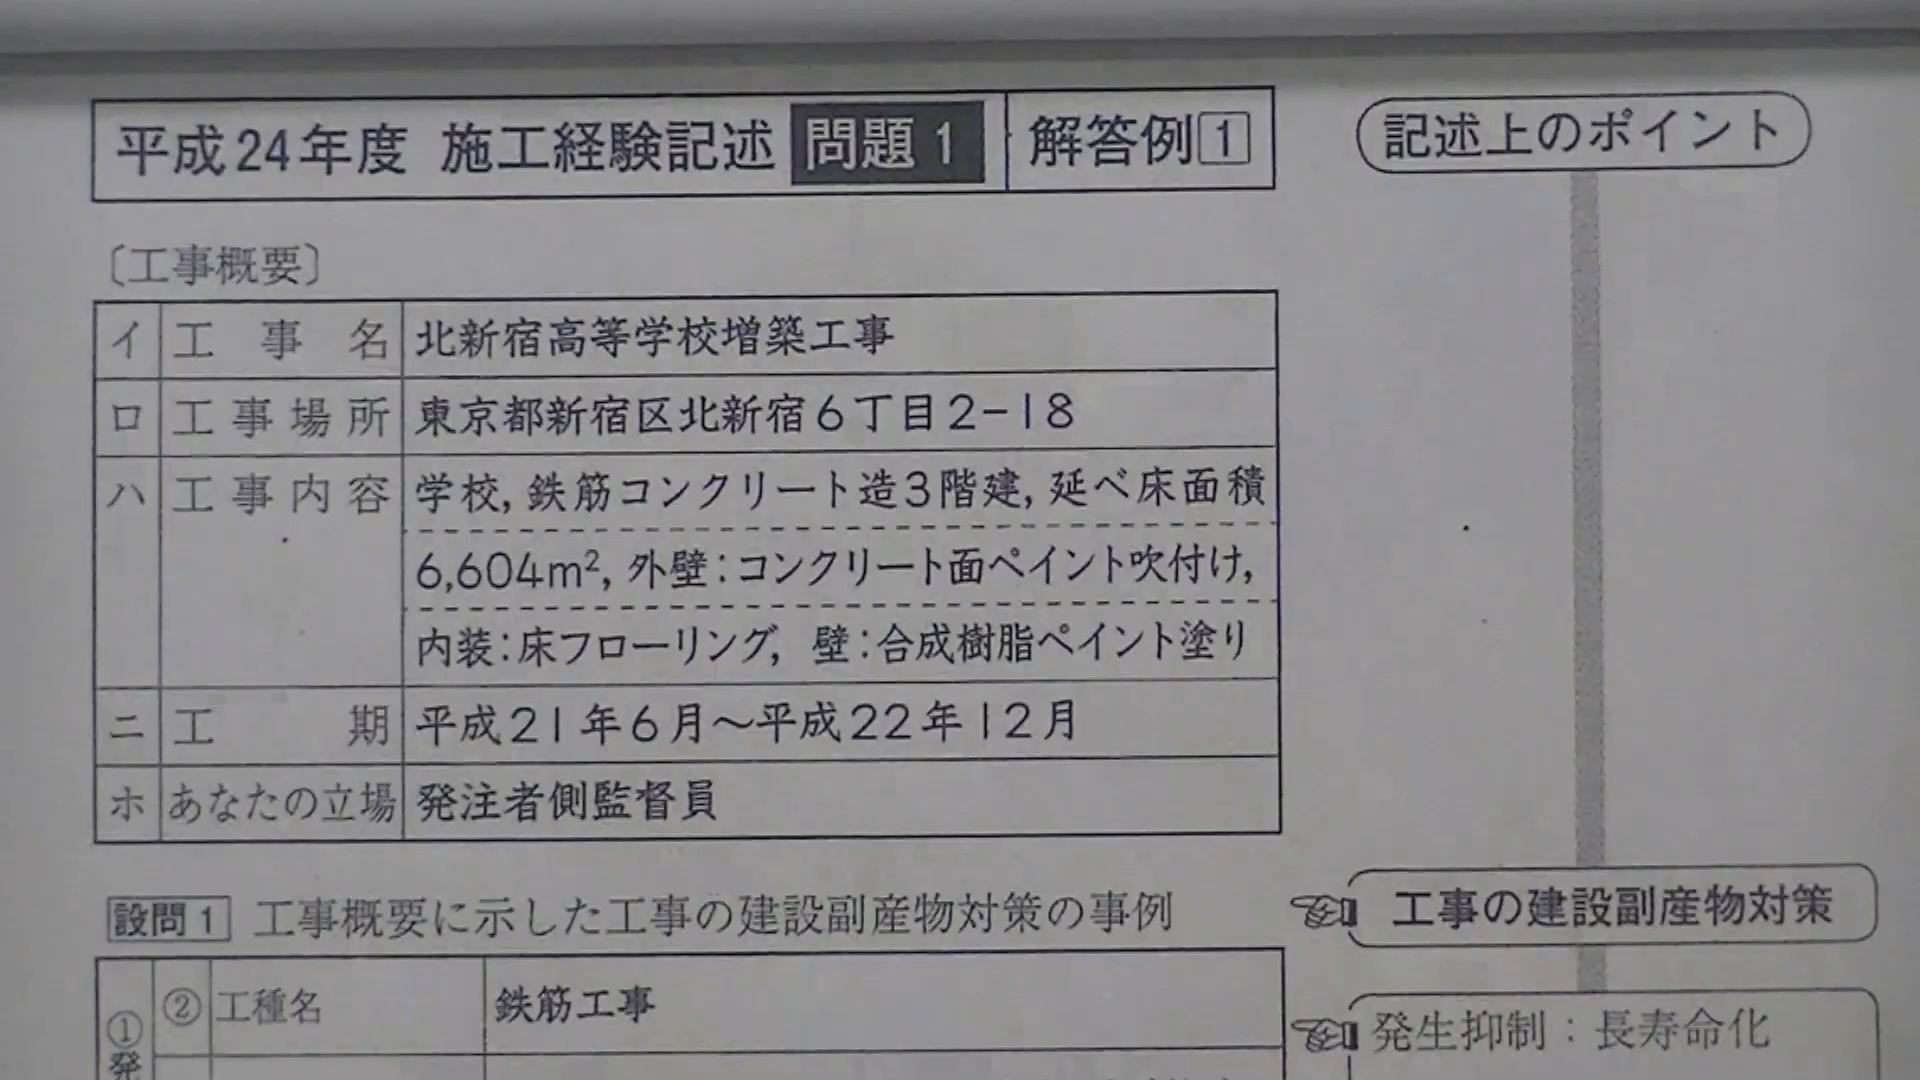 平成24年度 施工経験記述 問題1 解答例1
記述上のポイント
〔工事概要〕
イ 工事名 北新宿高等学校増築工事
ロ 工事場所 東京都新宿区北新宿6丁目2-18
ハ 工事内容 学校,鉄筋コンクリート造3階建,延べ床面積
6,604m²,外壁:コンクリート面ペイント吹付け,
内装:床フローリング, 壁:合成樹脂ペイント塗り
ニ 工期 平成21年6月～平成22年12月
ホ あなたの立場 発注者側監督員
設問1 工事概要に示した工事の建設副産物対策の事例
工事の建設副産物対策
①発
② 工種名 鉄筋工事
発生抑制:長寿命化